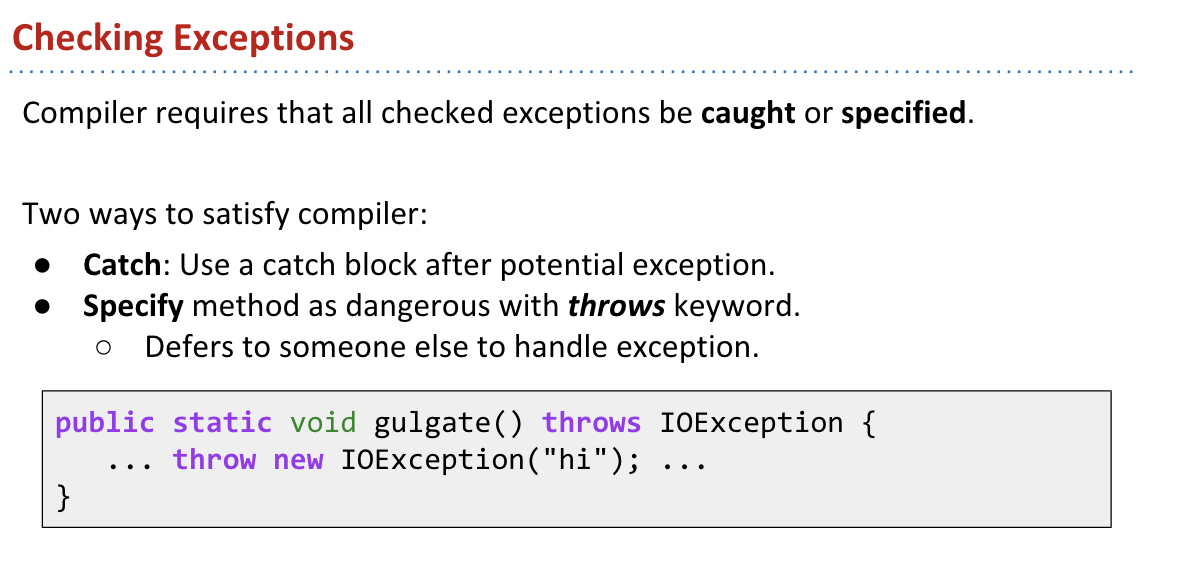 Checking Exceptions
Compiler requires that all checked exceptions be caught or specified.
Two ways to satisfy compiler:
● Catch: Use a catch block after potential exception.
● Specify method as dangerous with throws keyword.
○ Defers to someone else to handle exception.
public static void gulgate() throws IOException {
... throw new IOException("hi"); ...
}